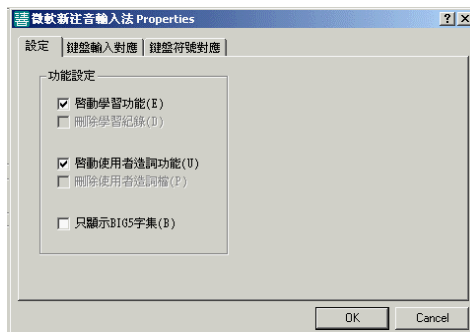 微軟新注音輸入法 Properties
設定 鍵盤輸入對應 鍵盤符號對應
功能設定
啟動學習功能(E)
刪除學習紀錄(D)
啟動使用者造詞功能(U)
刪除使用者造詞檔(P)
只顯示BIG5字集(B)
OK Cancel